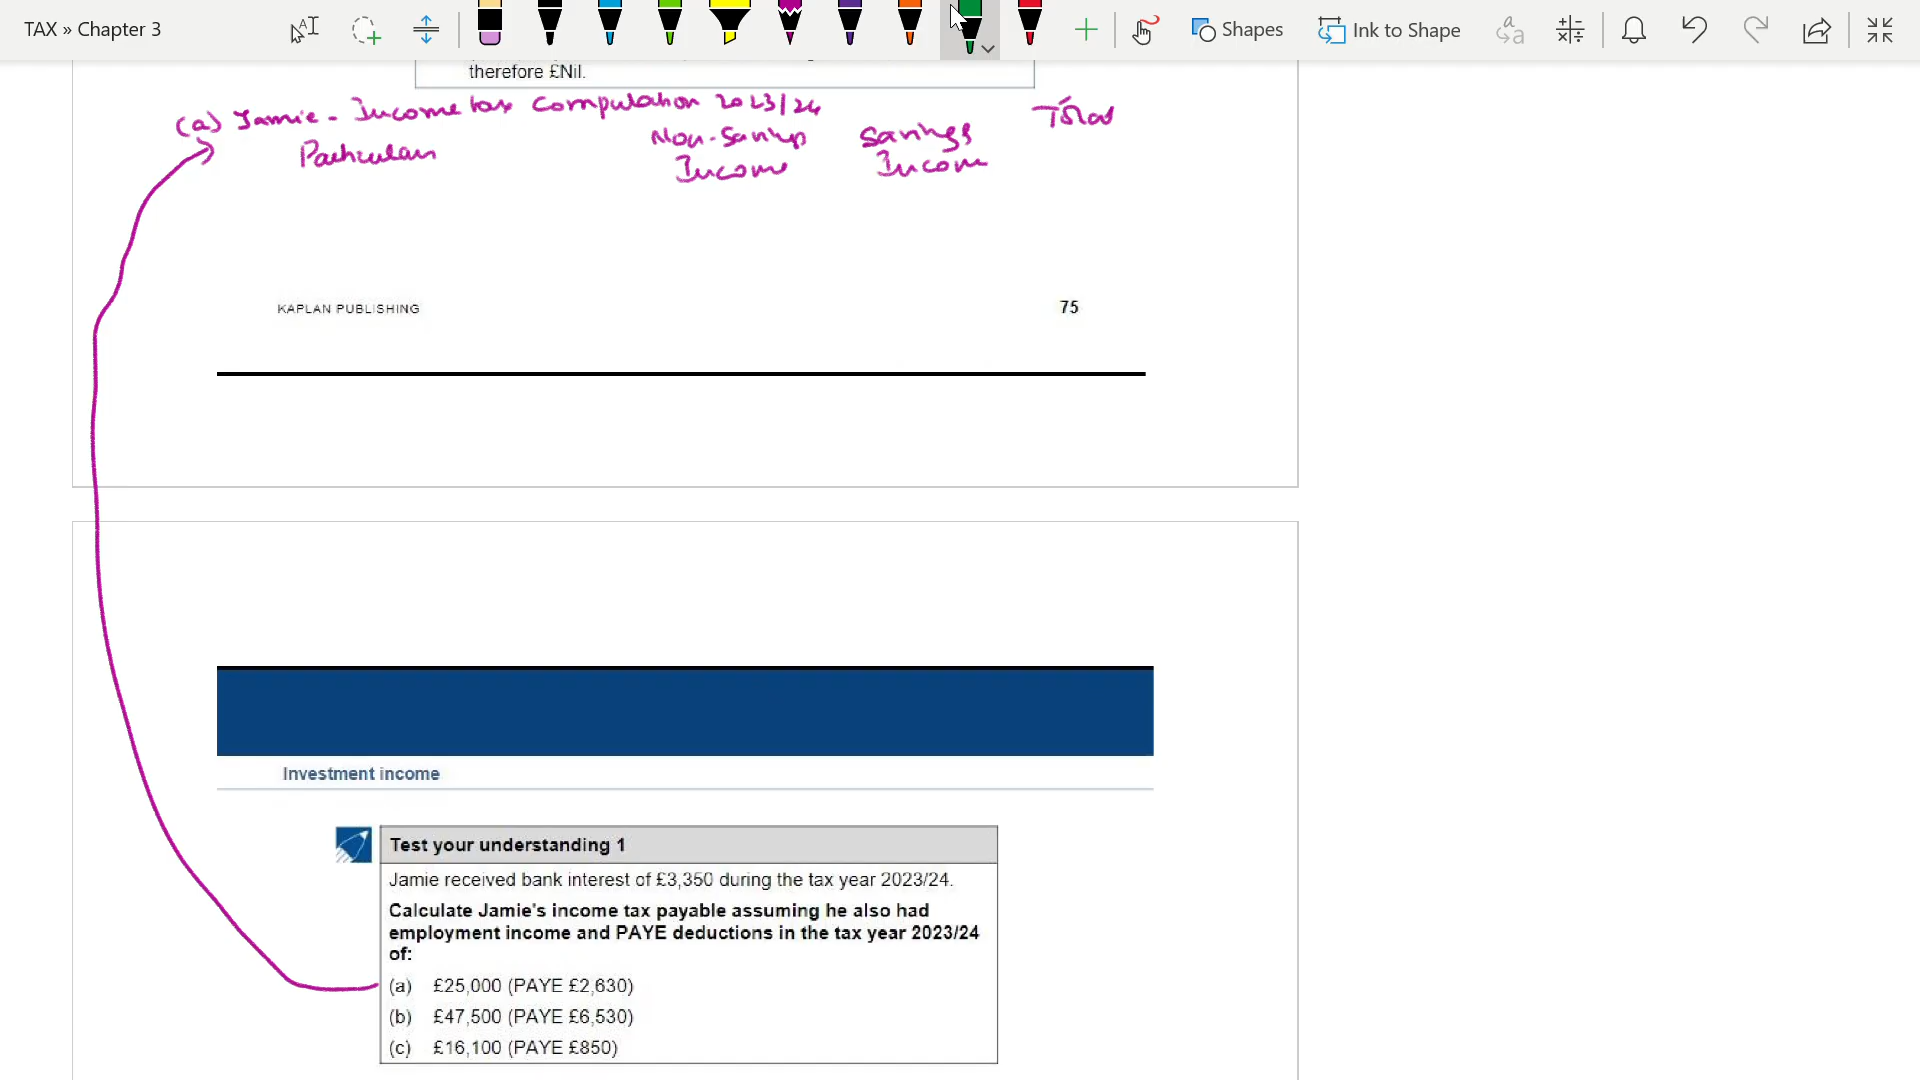 TAX » Chapter 3
Shapes
Ink to Shape
therefore £Nil.
(a) Jamie - Income tax Computation 2023/24
Particulars
Non-Savings
Income
Savings
Income
Total
KAPLAN PUBLISHING
75
Investment income
Test your understanding 1
Jamie received bank interest of £3,350 during the tax year 2023/24.
Calculate Jamie's income tax payable assuming he also had
employment income and PAYE deductions in the tax year 2023/24
of:
(a) £25,000 (PAYE £2,630)
(b) £47,500 (PAYE £6,530)
(c) £16,100 (PAYE £850)